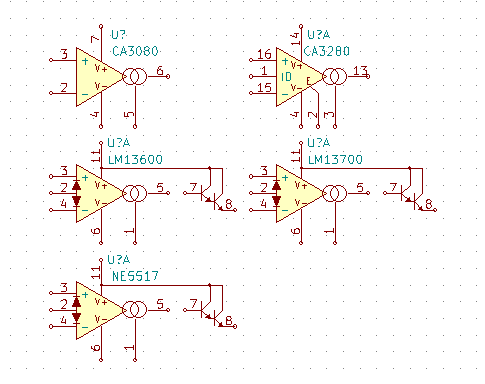 U? U?A
CA3080 CA3280
7 14
3 + V+ 6 16 + V+ 13
1 ID
2 - V- 15 - V- E
4 5 4 2 3
U?A U?A
LM13600 LM13700
11 11
3 + V+ 3 + V+
2 5 7 2 5 7
4 - V- 8 4 - V- 8
6 1 6 1
U?A
NE5517
11
3 + V+
2 5 7
4 - V- 8
6 1